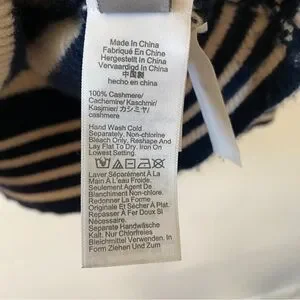 Made In China
Fabriqué En Chine
Hergestellt In China
Vervaardigd In China
中国製
hecho en china
100% Cashmere/
Cachemire/ Kaschmir/
Kasjmier/ カシミヤ/
cashmere
Hand Wash Cold
Separately, Non-chlorine
Bleach Only, Reshape And
Lay Flat To Dry. Iron On
Lowest Setting.
Laver Séparément À La
Main À L'eau Froide.
Seulement Agent De
Blanchiment Non Chloré.
Redonner La Forme
Originale Et Sécher À Plat.
Repasser À Fer Doux Si
Nécessaire.
Separate Handwäsche
Kalt. Nur Chlorfreies
Bleichmittel Verwenden. In
Form Ziehen Und Zum